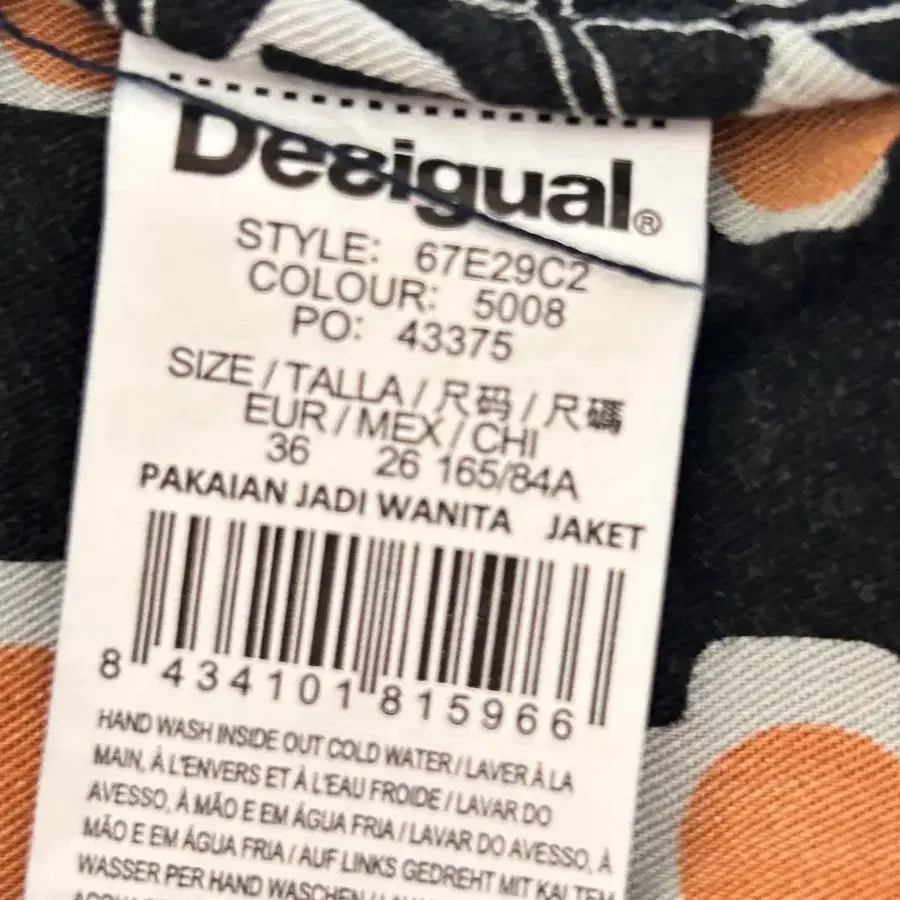 Desigual®
STYLE: 67E29C2
COLOUR: 5008
PO: 43375
SIZE / TALLA / 尺码 / 尺碼
EUR / MEX / CHI
36 26 165/84A
PAKAIAN JADI WANITA JAKET
8 434101 815966
HAND WASH INSIDE OUT COLD WATER / LAVER À LA
MAIN, À L'ENVERS ET À L'EAU FROIDE / LAVAR DO
AVESSO, À MÃO E EM ÁGUA FRIA / LAVAR DO AVESSO, À
MÃO E EM ÁGUA FRIA / AUF LINKS GEDREHT MIT KALTEM
WASSER PER HAND WASCHEN /